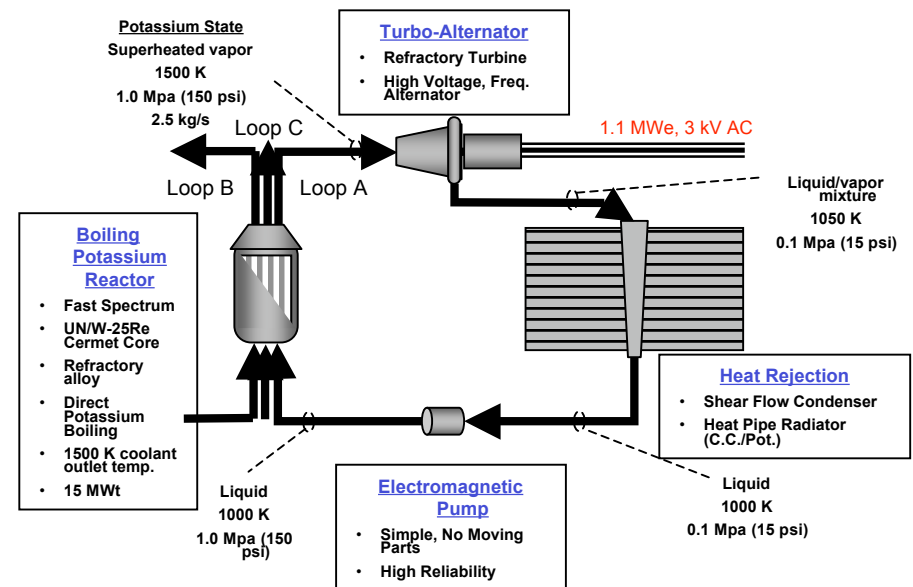 Potassium State
Superheated vapor
1500 K
1.0 Mpa (150 psi)
2.5 kg/s
Turbo-Alternator
• Refractory Turbine
• High Voltage, Freq.
Alternator
Loop C
Loop B
Loop A
1.1 MWe, 3 kV AC
Liquid/vapor
mixture
1050 K
0.1 Mpa (15 psi)
Boiling
Potassium
Reactor
• Fast Spectrum
• UN/W-25Re
Cermet Core
• Refractory
alloy
• Direct
Potassium
Boiling
• 1500 K coolant
outlet temp.
• 15 MWt
Heat Rejection
• Shear Flow Condenser
• Heat Pipe Radiator
(C.C./Pot.)
Liquid
1000 K
1.0 Mpa (150
psi)
Electromagnetic
Pump
• Simple, No Moving
Parts
• High Reliability
Liquid
1000 K
0.1 Mpa (15 psi)